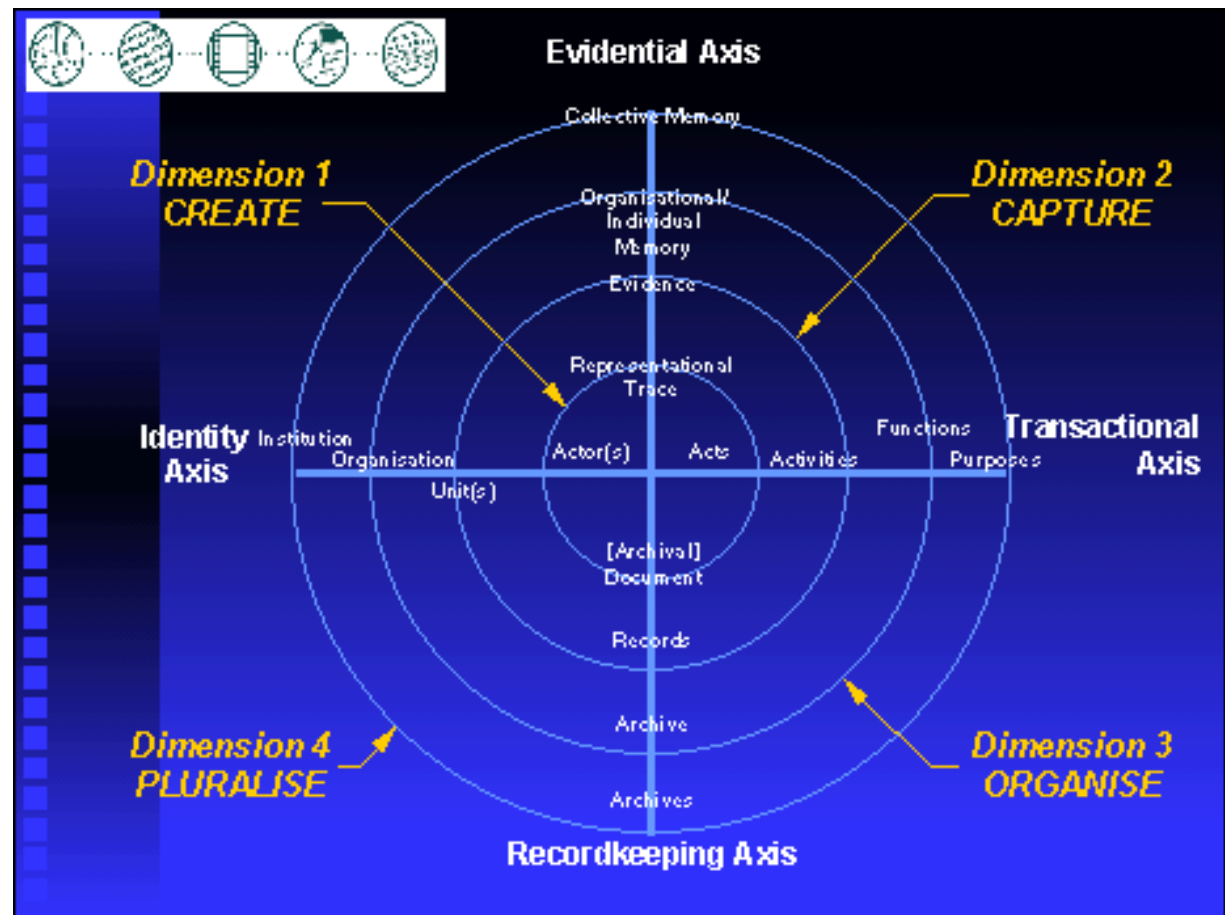 Evidential Axis
Collective Memory
Dimension 1
CREATE
Dimension 2
CAPTURE
Organisational/
Individual
Memory
Evidence
Representational
Trace
Identity
Axis
Institution
Organisation
Unit(s)
Actor(s)
Acts
Activities
Functions
Purposes
Transactional
Axis
[Archival]
Document
Records
Archive
Archives
Dimension 4
PLURALISE
Dimension 3
ORGANISE
Recordkeeping Axis